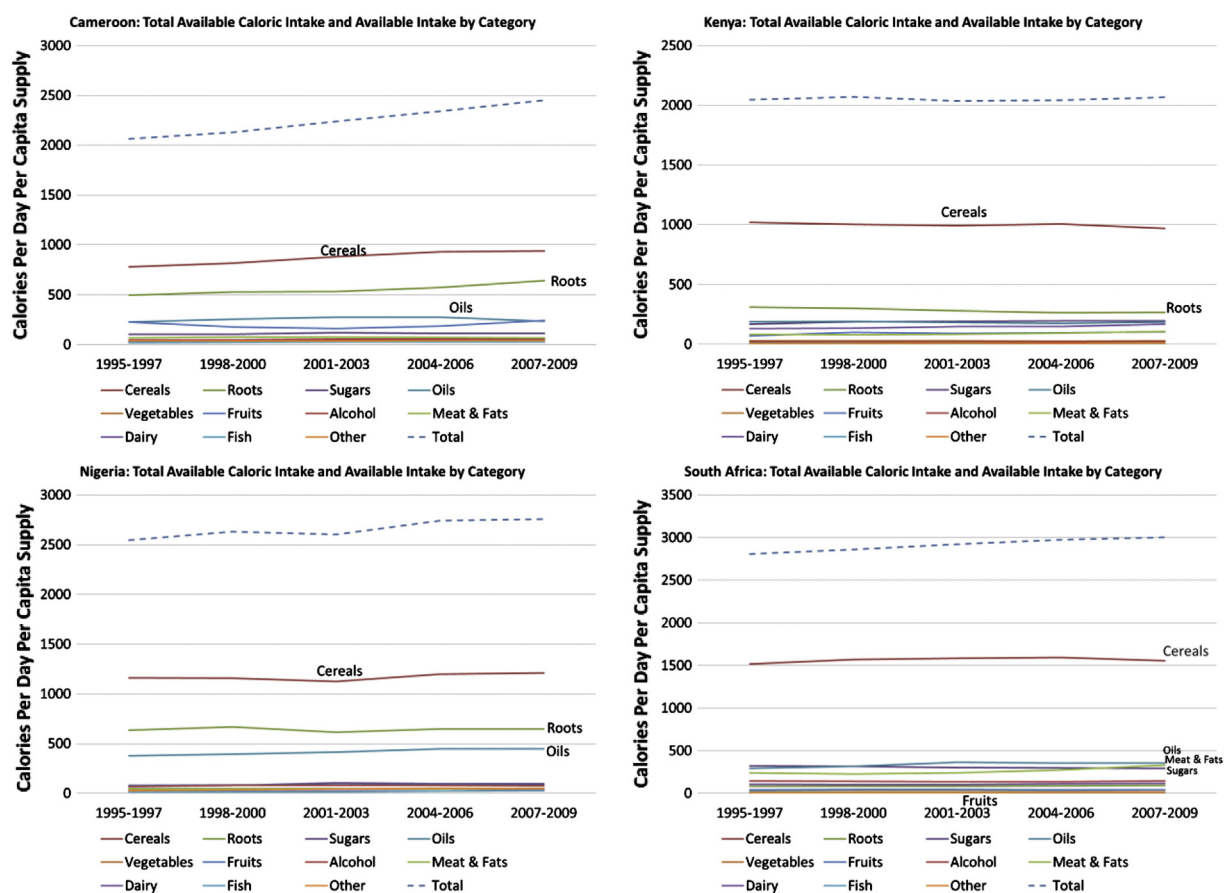 Cameroon: Total Available Caloric Intake and Available Intake by Category
Calories Per Day Per Capita Supply
3000
2500
2000
1500
1000
500
0
Cereals
Roots
Oils
1995-1997 1998-2000 2001-2003 2004-2006 2007-2009
Cereals Roots Sugars Oils
Vegetables Fruits Alcohol Meat & Fats
Dairy Fish Other Total
Kenya: Total Available Caloric Intake and Available Intake by Category
Calories Per Day Per Capita Supply
2500
2000
1500
1000
500
0
Cereals
Roots
1995-1997 1998-2000 2001-2003 2004-2006 2007-2009
Cereals Roots Sugars Oils
Vegetables Fruits Alcohol Meat & Fats
Dairy Fish Other Total
Nigeria: Total Available Caloric Intake and Available Intake by Category
Calories Per Day Per Capita Supply
3000
2500
2000
1500
1000
500
0
Cereals
Roots
Oils
1995-1997 1998-2000 2001-2003 2004-2006 2007-2009
Cereals Roots Sugars Oils
Vegetables Fruits Alcohol Meat & Fats
Dairy Fish Other Total
South Africa: Total Available Caloric Intake and Available Intake by Category
Calories Per Day Per Capita Supply
3500
3000
2500
2000
1500
1000
500
0
Cereals
Oils
Meat & Fats
Sugars
Fruits
1995-1997 1998-2000 2001-2003 2004-2006 2007-2009
Cereals Roots Sugars Oils
Vegetables Fruits Alcohol Meat & Fats
Dairy Fish Other Total